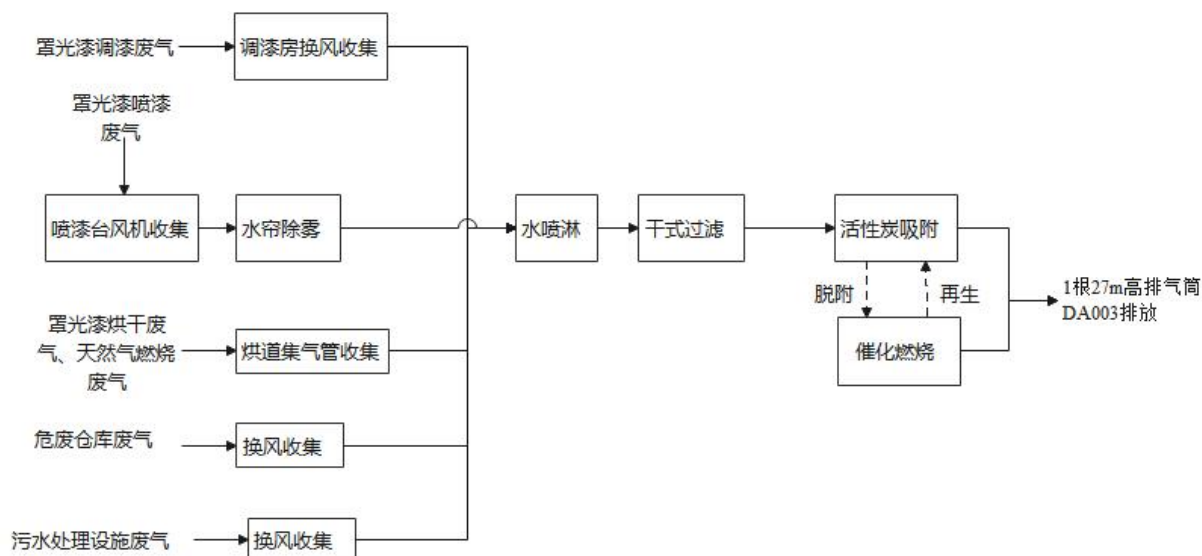 罩光漆调漆废气
调漆房换风收集
罩光漆喷漆
废气
喷漆台风机收集
水帘除雾
水喷淋
干式过滤
活性炭吸附
脱附
再生
催化燃烧
1根27m高排气筒
DA003排放
罩光漆烘干废
气、天然气燃烧
废气
烘道集气管收集
危废仓库废气
换风收集
污水处理设施废气
换风收集